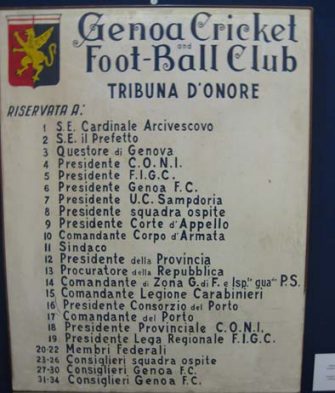 Genoa Cricket
and
Foot-Ball Club
TRIBUNA D'ONORE
RISERVATA A:
1 S.E. Cardinale Arcivescovo
2 S.E. il Prefetto
3 Questore di Genova
4 Presidente C.O.N.I.
5 Presidente F.I.G.C.
6 Presidente Genoa F.C.
7 Presidente U.C. Sampdoria
8 Presidente squadra ospite
9 Presidente Corte d'Appello
10 Comandante Corpo d'Armata
11 Sindaco
12 Presidente della Provincia
13 Procuratore della Repubblica
14 Comandante di Zona G. di F. e Isp. gua. P.S.
15 Comandante Legione Carabinieri
16 Presidente Consorzio del Porto
17 Comandante del Porto
18 Presidente Provinciale C.O.N.I.
19 Presidente Lega Regionale F.I.G.C.
20-22 Membri Federali
23-26 Consiglieri squadra ospite
27-30 Consiglieri Genoa F.C.
31-34 Consiglieri Genoa F.C.